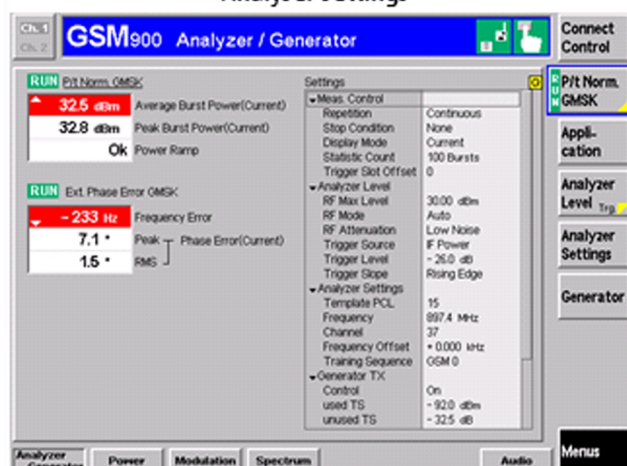 Analyser settings
Ch. 1
Ch. 2
GSM900 Analyzer / Generator
Connect Control
RUN P/t Norm. GMSK
32.5 dBm Average Burst Power(Current)
32.8 dBm Peak Burst Power(Current)
Ok Power Ramp
RUN Ext. Phase Error GMSK
- 233 Hz Frequency Error
7.1 ° Peak Phase Error(Current)
1.5 ° RMS
Settings
Meas. Control
Repetition Continuous
Stop Condition None
Display Mode Current
Statistic Count 100 Bursts
Trigger Slot Offset 0
Analyzer Level
RF Max Level 30.00 dBm
RF Mode Auto
RF Attenuation Low Noise
Trigger Source IF Power
Trigger Level - 26.0 dB
Trigger Slope Rising Edge
Analyzer Settings
Template PCL 15
Frequency 897.4 MHz
Channel 37
Frequency Offset + 0.000 kHz
Training Sequence GSM 0
Generator TX
Control On
used TS - 92.0 dBm
unused TS - 32.5 dB
RUN
P/t Norm.
GMSK
Appli-
cation
Analyzer
Level Trg.
Analyzer
Settings
Generator
Menus
Analyzer
Generator
Power
Modulation
Spectrum
Audio